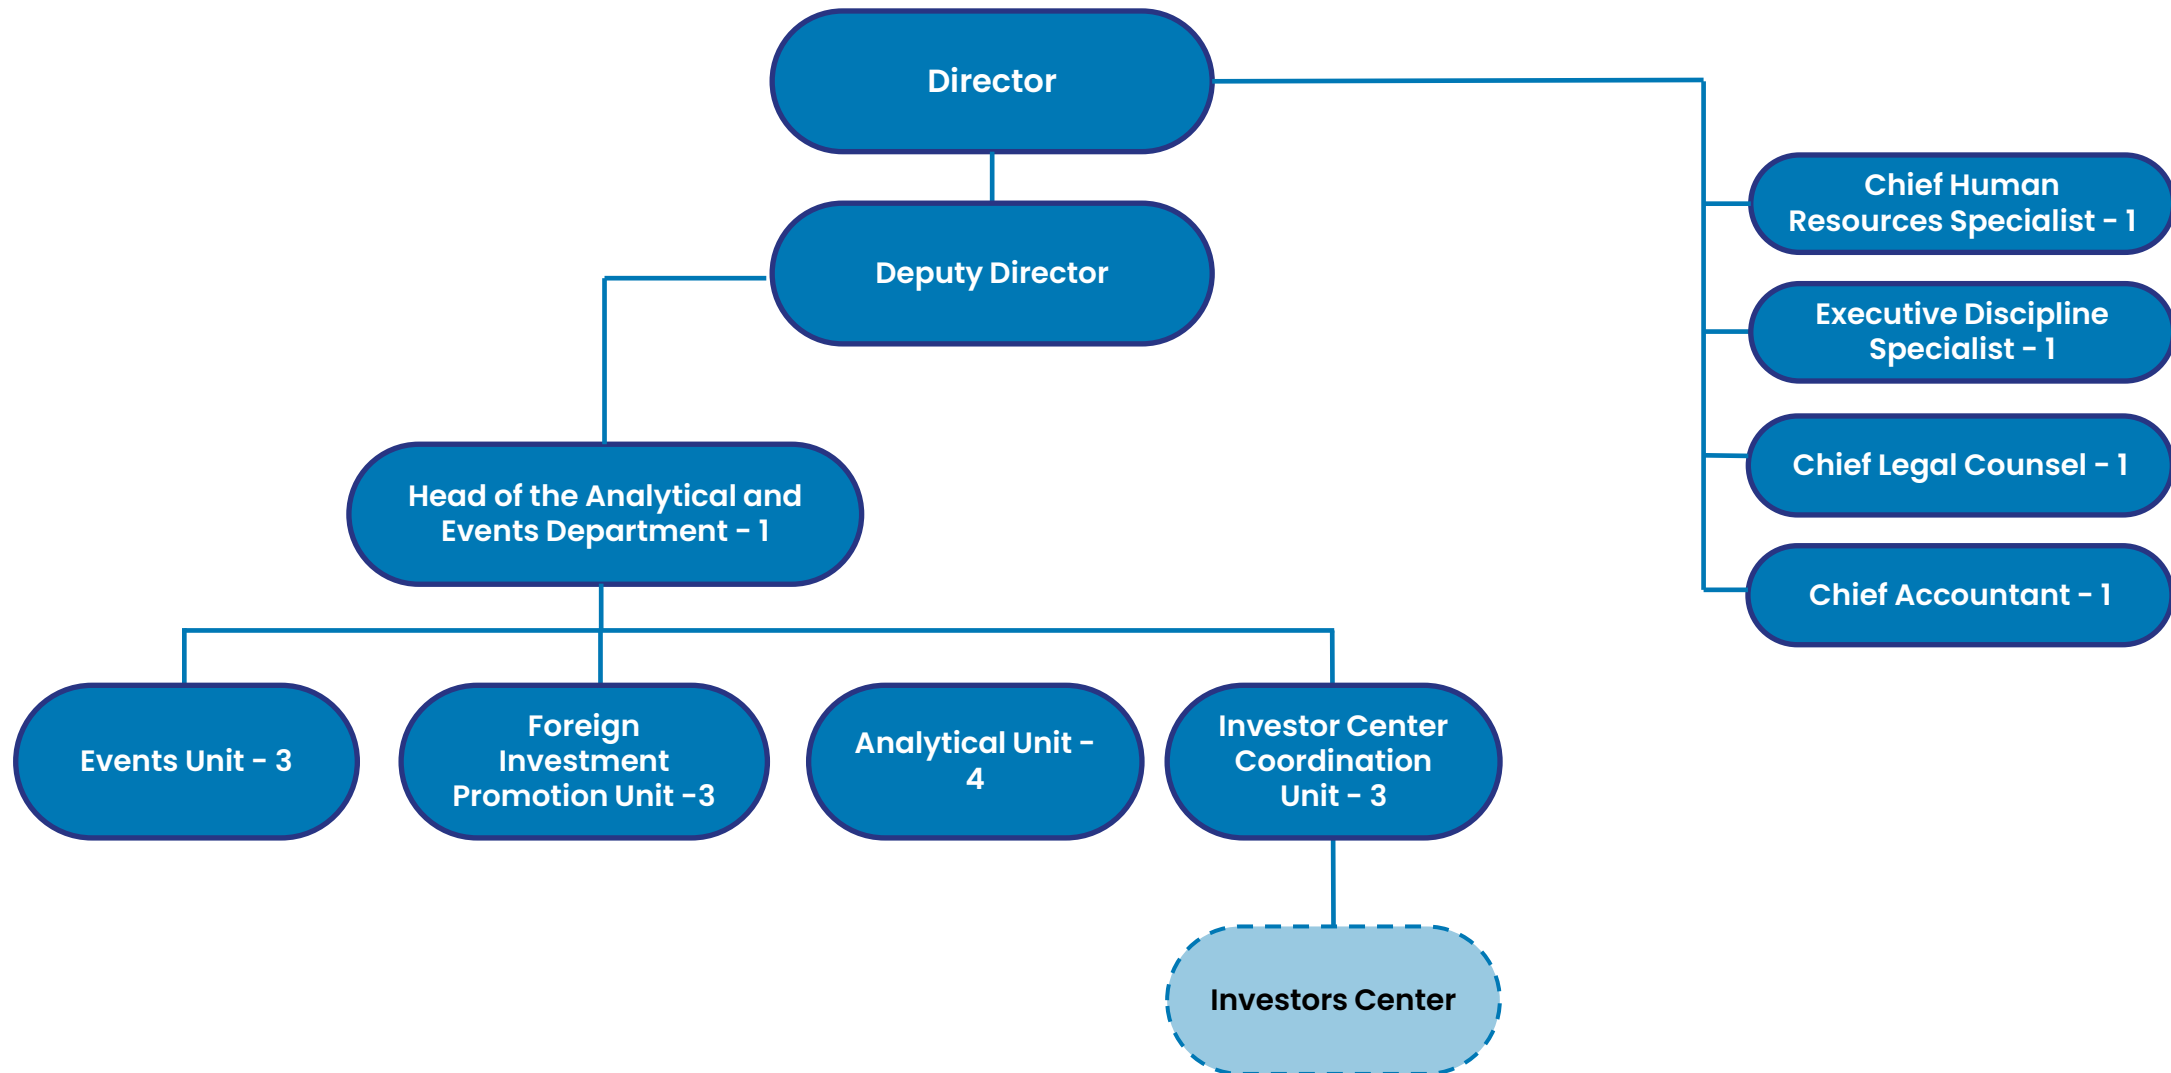 Director
Deputy Director
Chief Human
Resources Specialist - 1
Executive Discipline
Specialist - 1
Chief Legal Counsel - 1
Chief Accountant - 1
Head of the Analytical and
Events Department - 1
Events Unit - 3
Foreign
Investment
Promotion Unit -3
Analytical Unit -
4
Investor Center
Coordination
Unit - 3
Investors Center